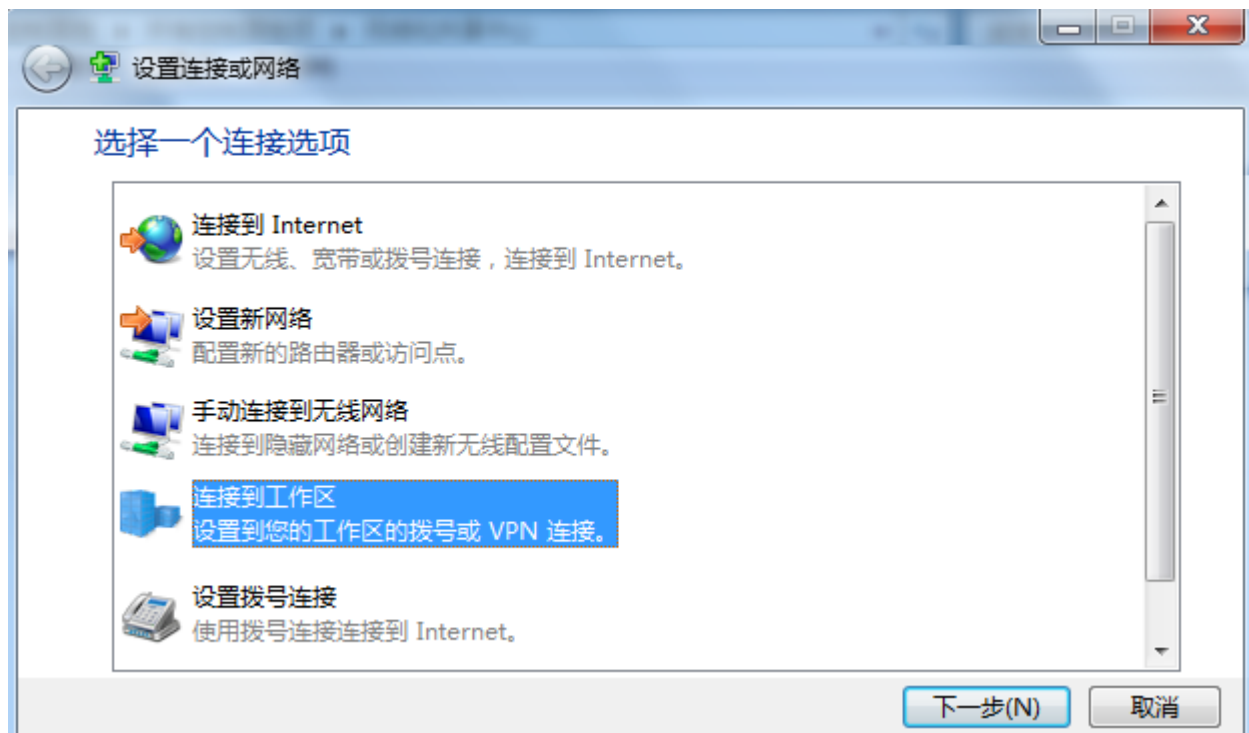 设置连接或网络
选择一个连接选项
连接到 Internet
设置无线、宽带或拨号连接，连接到 Internet。
设置新网络
配置新的路由器或访问点。
手动连接到无线网络
连接到隐藏网络或创建新无线配置文件。
连接到工作区
设置到您的工作区的拨号或 VPN 连接。
设置拨号连接
使用拨号连接连接到 Internet。
下一步(N)
取消